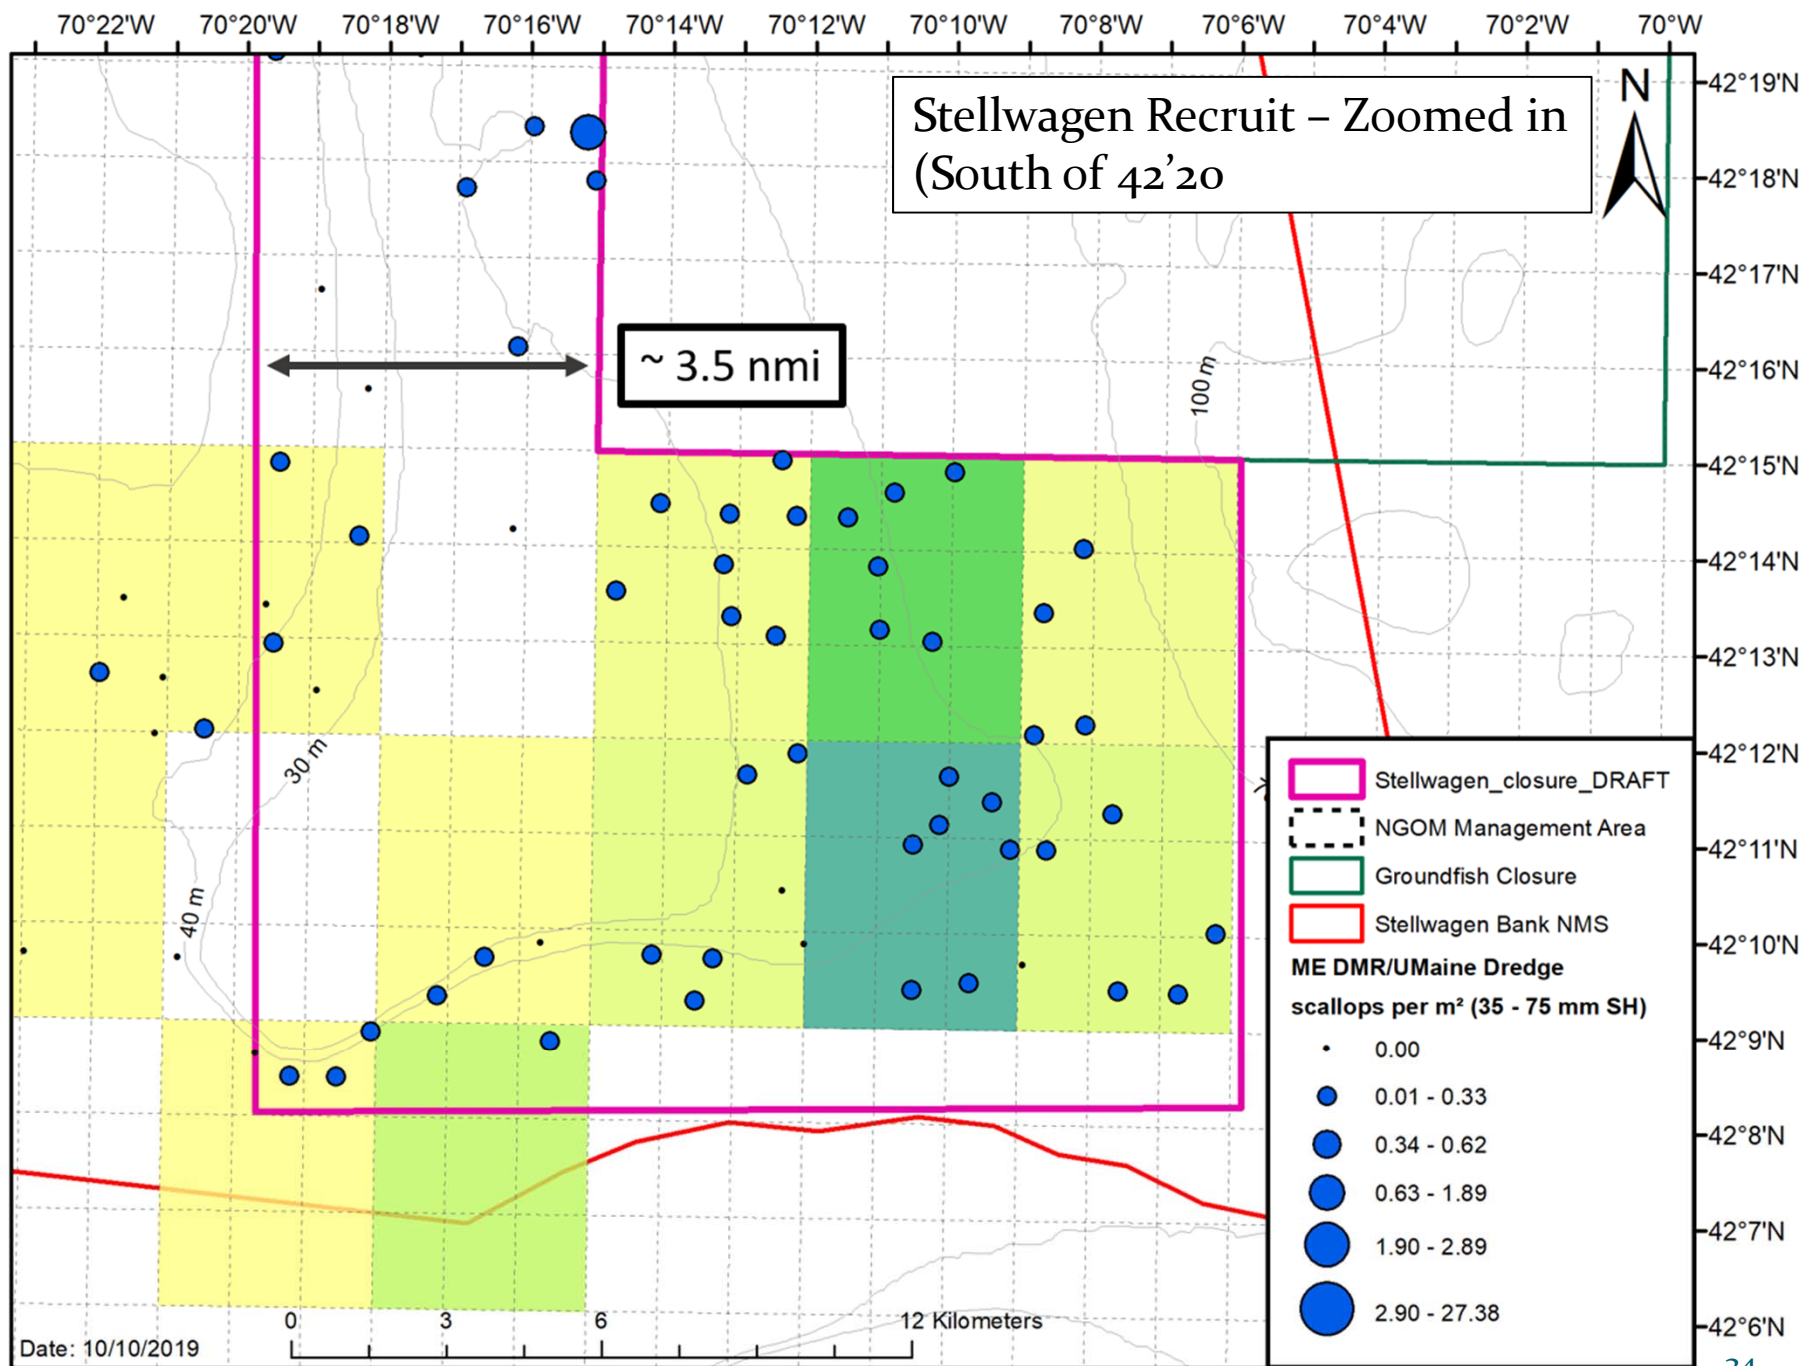 70°22'W 70°20'W 70°18'W 70°16'W 70°14'W 70°12'W 70°10'W 70°8'W 70°6'W 70°4'W 70°2'W 70°W
Stellwagen Recruit – Zoomed in
(South of 42’20
N
42°19'N
42°18'N
42°17'N
42°16'N
42°15'N
42°14'N
42°13'N
42°12'N
42°11'N
42°10'N
42°9'N
42°8'N
42°7'N
42°6'N
~ 3.5 nmi
100 m
30 m
40 m
Stellwagen_closure_DRAFT
NGOM Management Area
Groundfish Closure
Stellwagen Bank NMS
ME DMR/UMaine Dredge
scallops per m² (35 - 75 mm SH)
0.00
0.01 - 0.33
0.34 - 0.62
0.63 - 1.89
1.90 - 2.89
2.90 - 27.38
0 3 6 12 Kilometers
Date: 10/10/2019